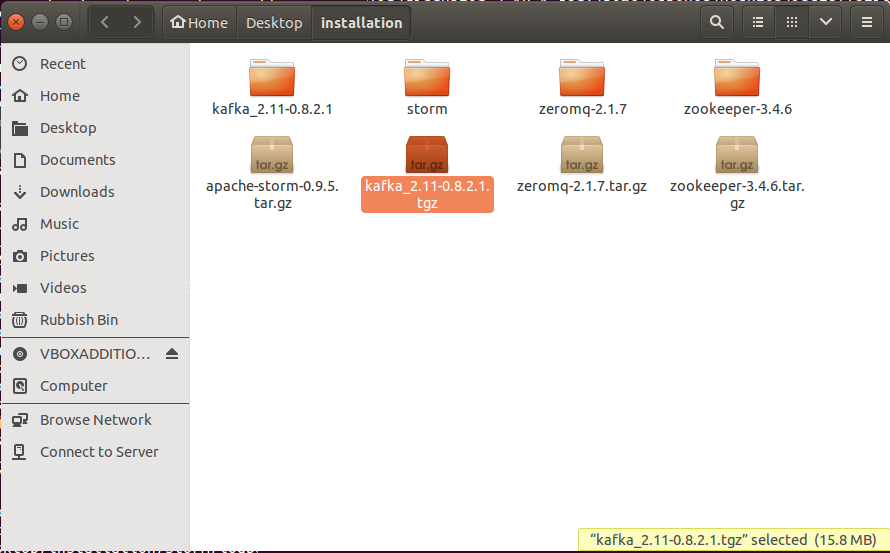 Home Desktop installation
Recent
Home
Desktop
Documents
Downloads
Music
Pictures
Videos
Rubbish Bin
VBOXADDITIO...
Computer
Browse Network
Connect to Server
kafka_2.11-0.8.2.1 storm zeromq-2.1.7 zookeeper-3.4.6
tar.gz tar.gz tar.gz tar.gz
apache-storm-0.9.5.
tar.gz
kafka_2.11-0.8.2.1.
tgz
zeromq-2.1.7.tar.gz
zookeeper-3.4.6.tar.
gz
“kafka_2.11-0.8.2.1.tgz” selected (15.8 MB)